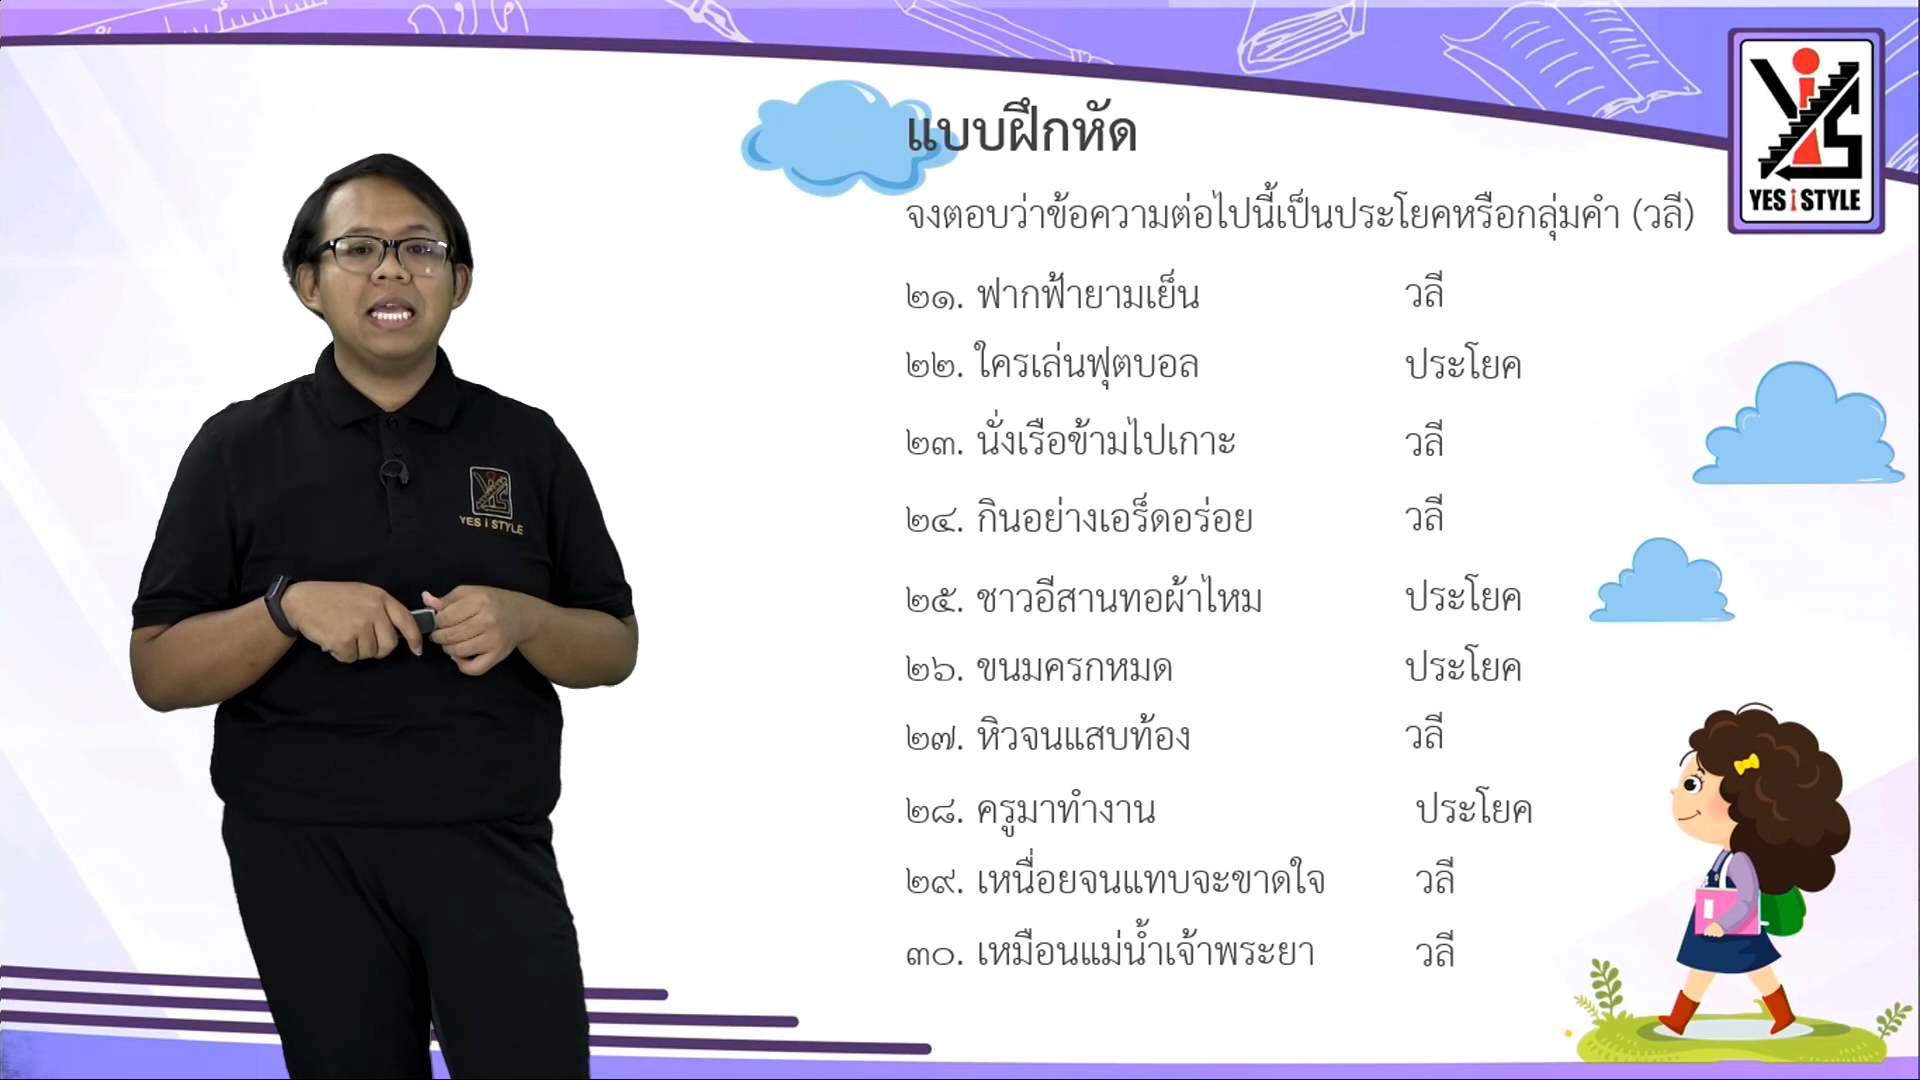 กขค
แบบฝึกหัด
จงตอบว่าข้อความต่อไปนี้เป็นประโยคหรือกลุ่มคำ (วลี)
๒๑. ฟากฟ้ายามเย็น วลี
๒๒. ใครเล่นฟุตบอล ประโยค
๒๓. นั่งเรือข้ามไปเกาะ วลี
๒๔. กินอย่างเอร็ดอร่อย วลี
๒๕. ชาวอีสานทอผ้าไหม ประโยค
๒๖. ขนมครกหมด ประโยค
๒๗. หิวจนแสบท้อง วลี
๒๘. ครูมาทำงาน ประโยค
๒๙. เหนื่อยจนแทบจะขาดใจ วลี
๓๐. เหมือนแม่น้ำเจ้าพระยา วลี
YiS
YES i STYLE
YES i STYLE